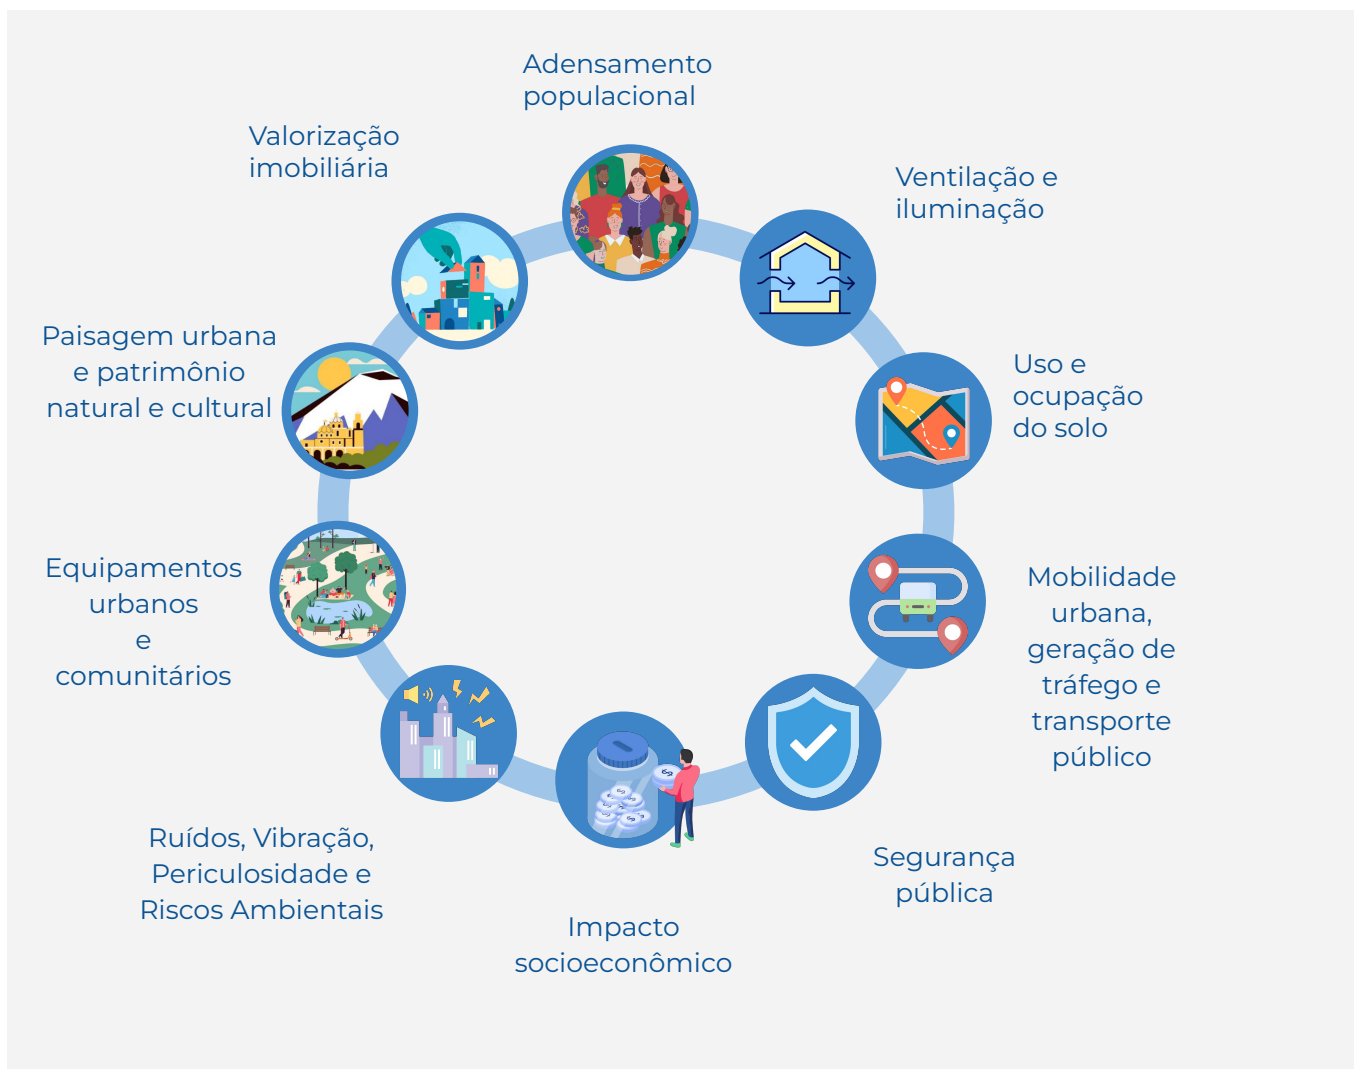 Adensamento
populacional
Valorização
imobiliária
Ventilação e
iluminação
Paisagem urbana
e patrimônio
natural e cultural
Uso e
ocupação
do solo
Equipamentos
urbanos
e
comunitários
Mobilidade
urbana,
geração de
tráfego e
transporte
público
Ruídos, Vibração,
Periculosidade e
Riscos Ambientais
Segurança
pública
Impacto
socioeconômico